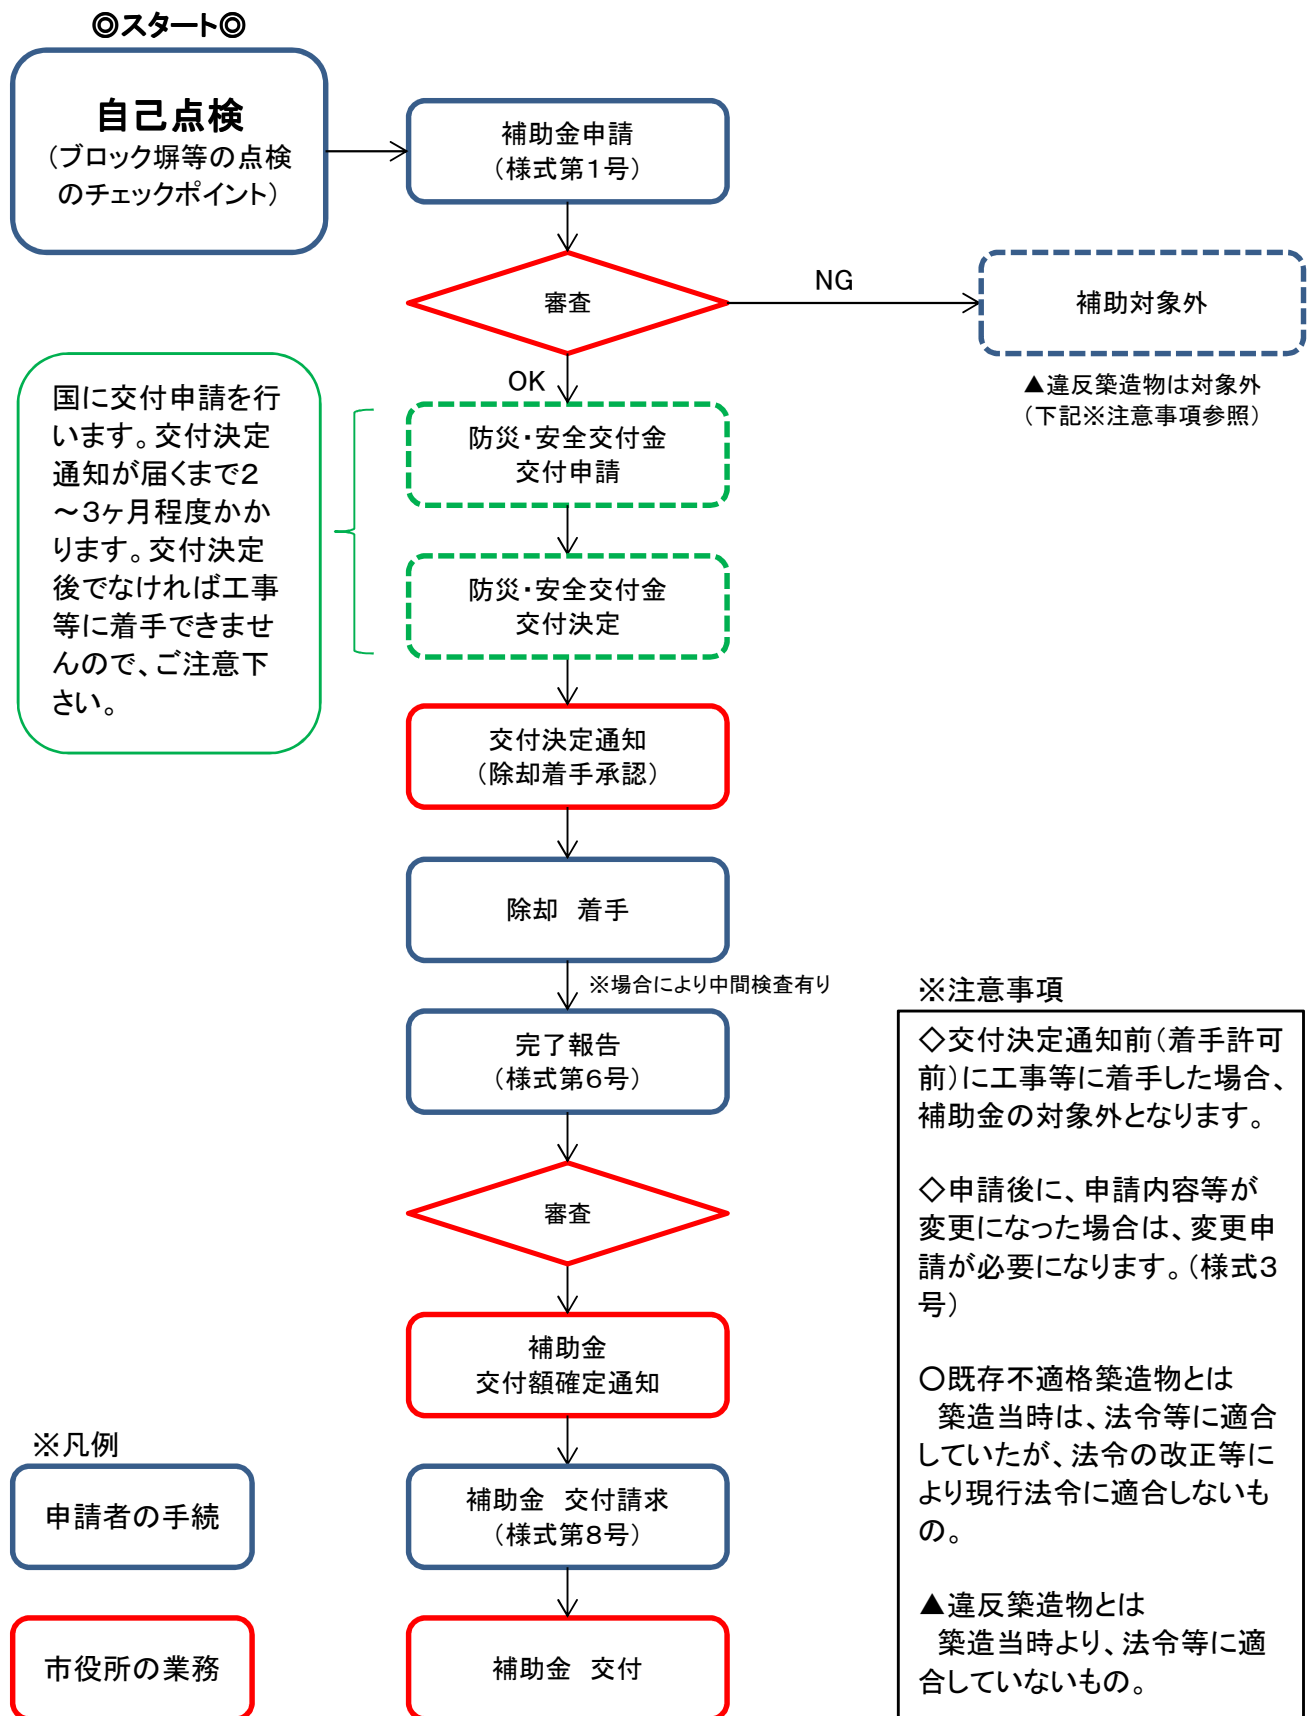 ◎スタート◎
自己点検
（ブロック塀等の点検
のチェックポイント）
補助金申請
（様式第1号）
審査
NG
補助対象外
▲違反築造物は対象外
（下記※注意事項参照）
OK
国に交付申請を行
います。交付決定
通知が届くまで2
～3ヶ月程度かか
ります。交付決定
後でなければ工事
等に着手できませ
んので、ご注意下
さい。
防災・安全交付金
交付申請
防災・安全交付金
交付決定
交付決定通知
（除却着手承認）
除却　着手
※場合により中間検査有り
完了報告
（様式第6号）
審査
補助金
交付額確定通知
補助金　交付請求
（様式第8号）
補助金　交付
※凡例
申請者の手続
市役所の業務
※注意事項
◇交付決定通知前（着手許可
前）に工事等に着手した場合、
補助金の対象外となります。
◇申請後に、申請内容等が
変更になった場合は、変更申
請が必要になります。（様式3
号）
○既存不適格築造物とは
　築造当時は、法令等に適合
していたが、法令の改正等に
より現行法令に適合しないも
の。
▲違反築造物とは
　築造当時より、法令等に適
合していないもの。